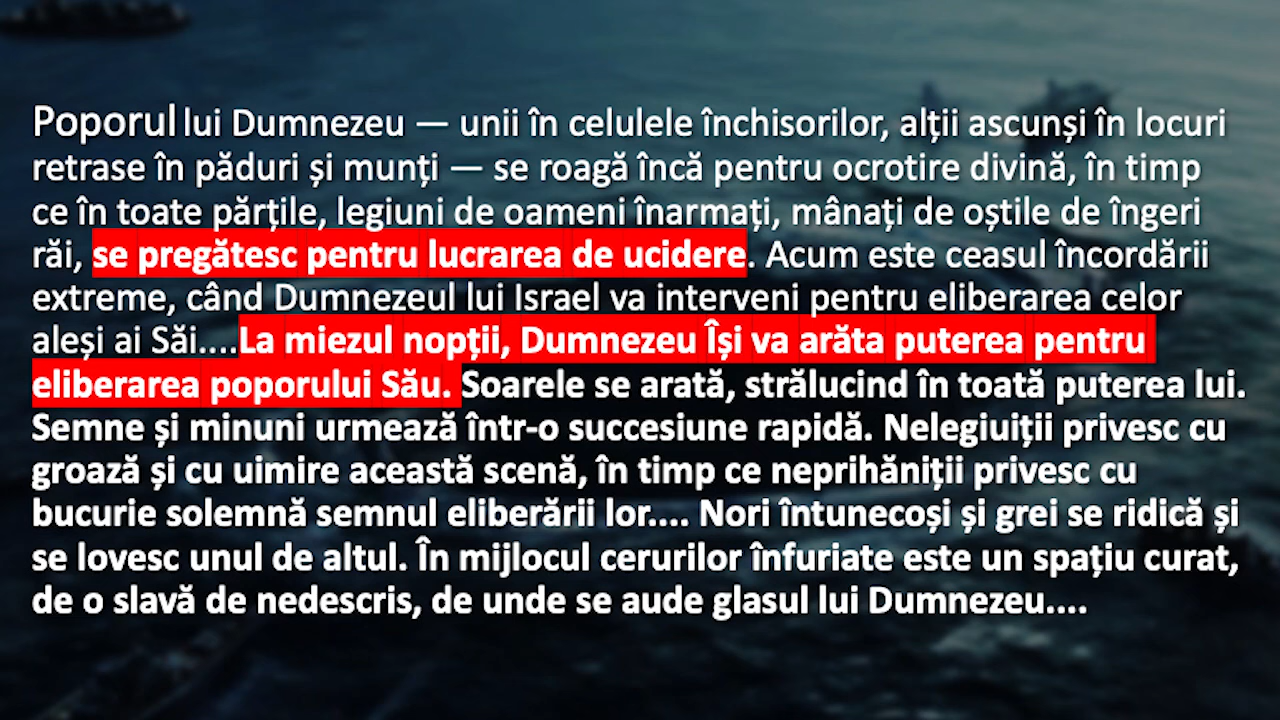 Poporul lui Dumnezeu — unii în celulele închisorilor, alții ascunși în locuri
retrase în păduri și munți — se roagă încă pentru ocrotire divină, în timp
ce în toate părțile, legiuni de oameni înarmați, mânați de oștile de îngeri
răi, se pregătesc pentru lucrarea de ucidere. Acum este ceasul încordării
extreme, când Dumnezeul lui Israel va interveni pentru eliberarea celor
aleși ai Săi....La miezul nopții, Dumnezeu Își va arăta puterea pentru
eliberarea poporului Său. Soarele se arată, strălucind în toată puterea lui.
Semne și minuni urmează într-o succesiune rapidă. Nelegiuiții privesc cu
groază și cu uimire această scenă, în timp ce neprihăniții privesc cu
bucurie solemnă semnul eliberării lor.... Nori întunecoși și grei se ridică și
se lovesc unul de altul. În mijlocul cerurilor înfuriate este un spațiu curat,
de o slavă de nedescris, de unde se aude glasul lui Dumnezeu....